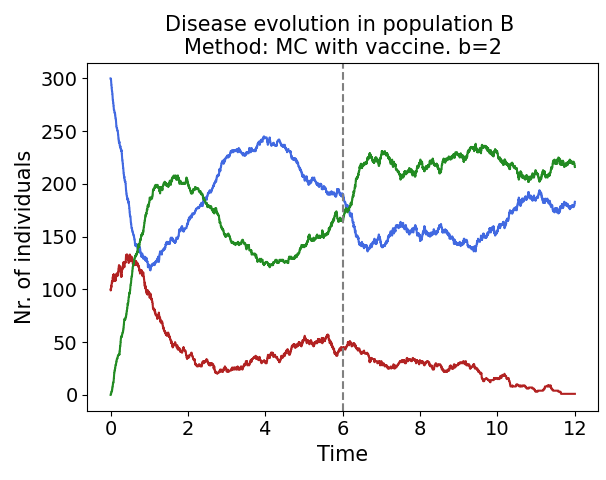 Disease evolution in population B
Method: MC with vaccine. b=2
Nr. of individuals
300
250
200
150
100
50
0
0 2 4 6 8 10 12
Time